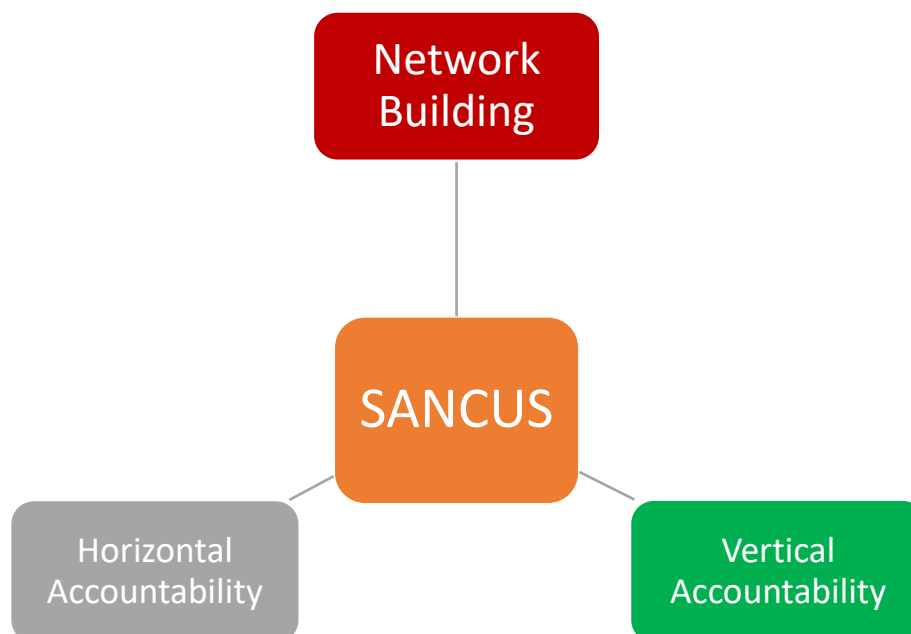 Network
Building
SANCUS
Horizontal
Accountability
Vertical
Accountability